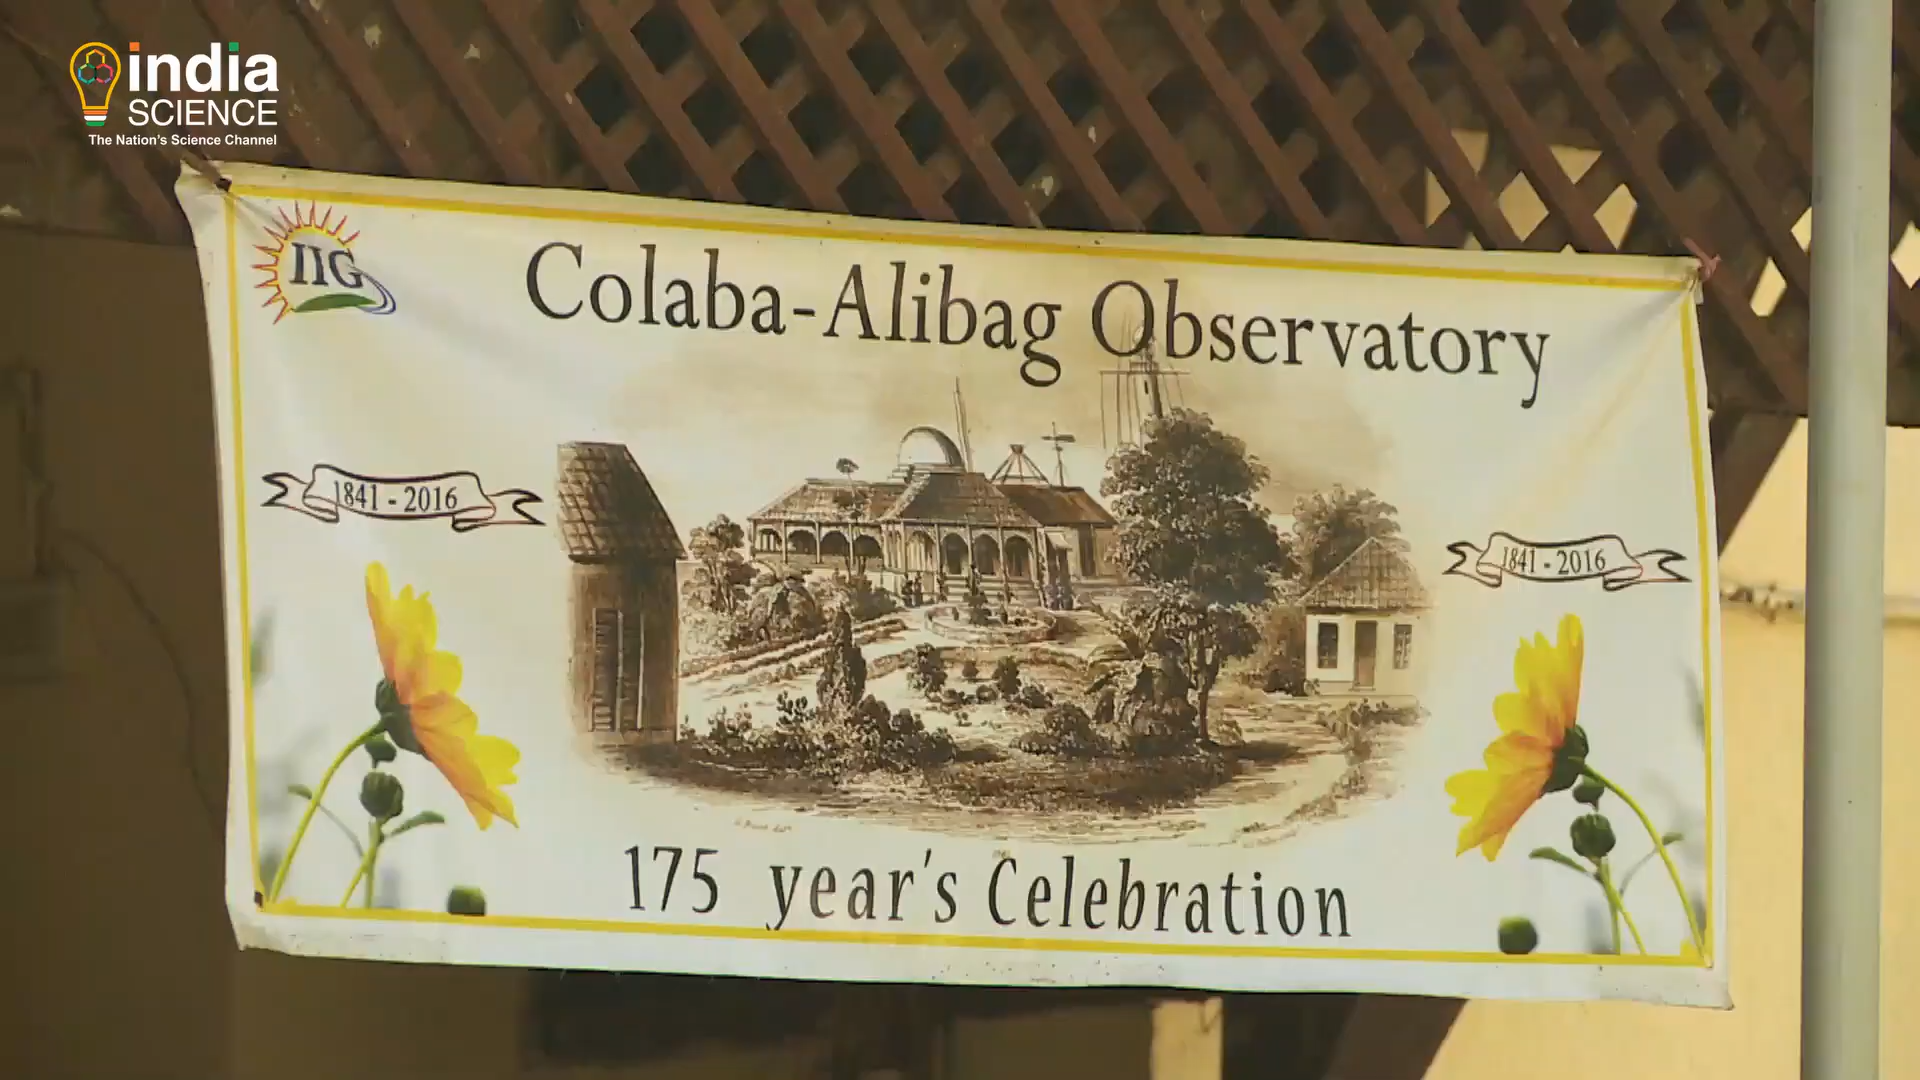 india
SCIENCE
The Nation's Science Channel
IIG
Colaba-Alibag Observatory
1841 - 2016
1841 - 2016
175 year's Celebration